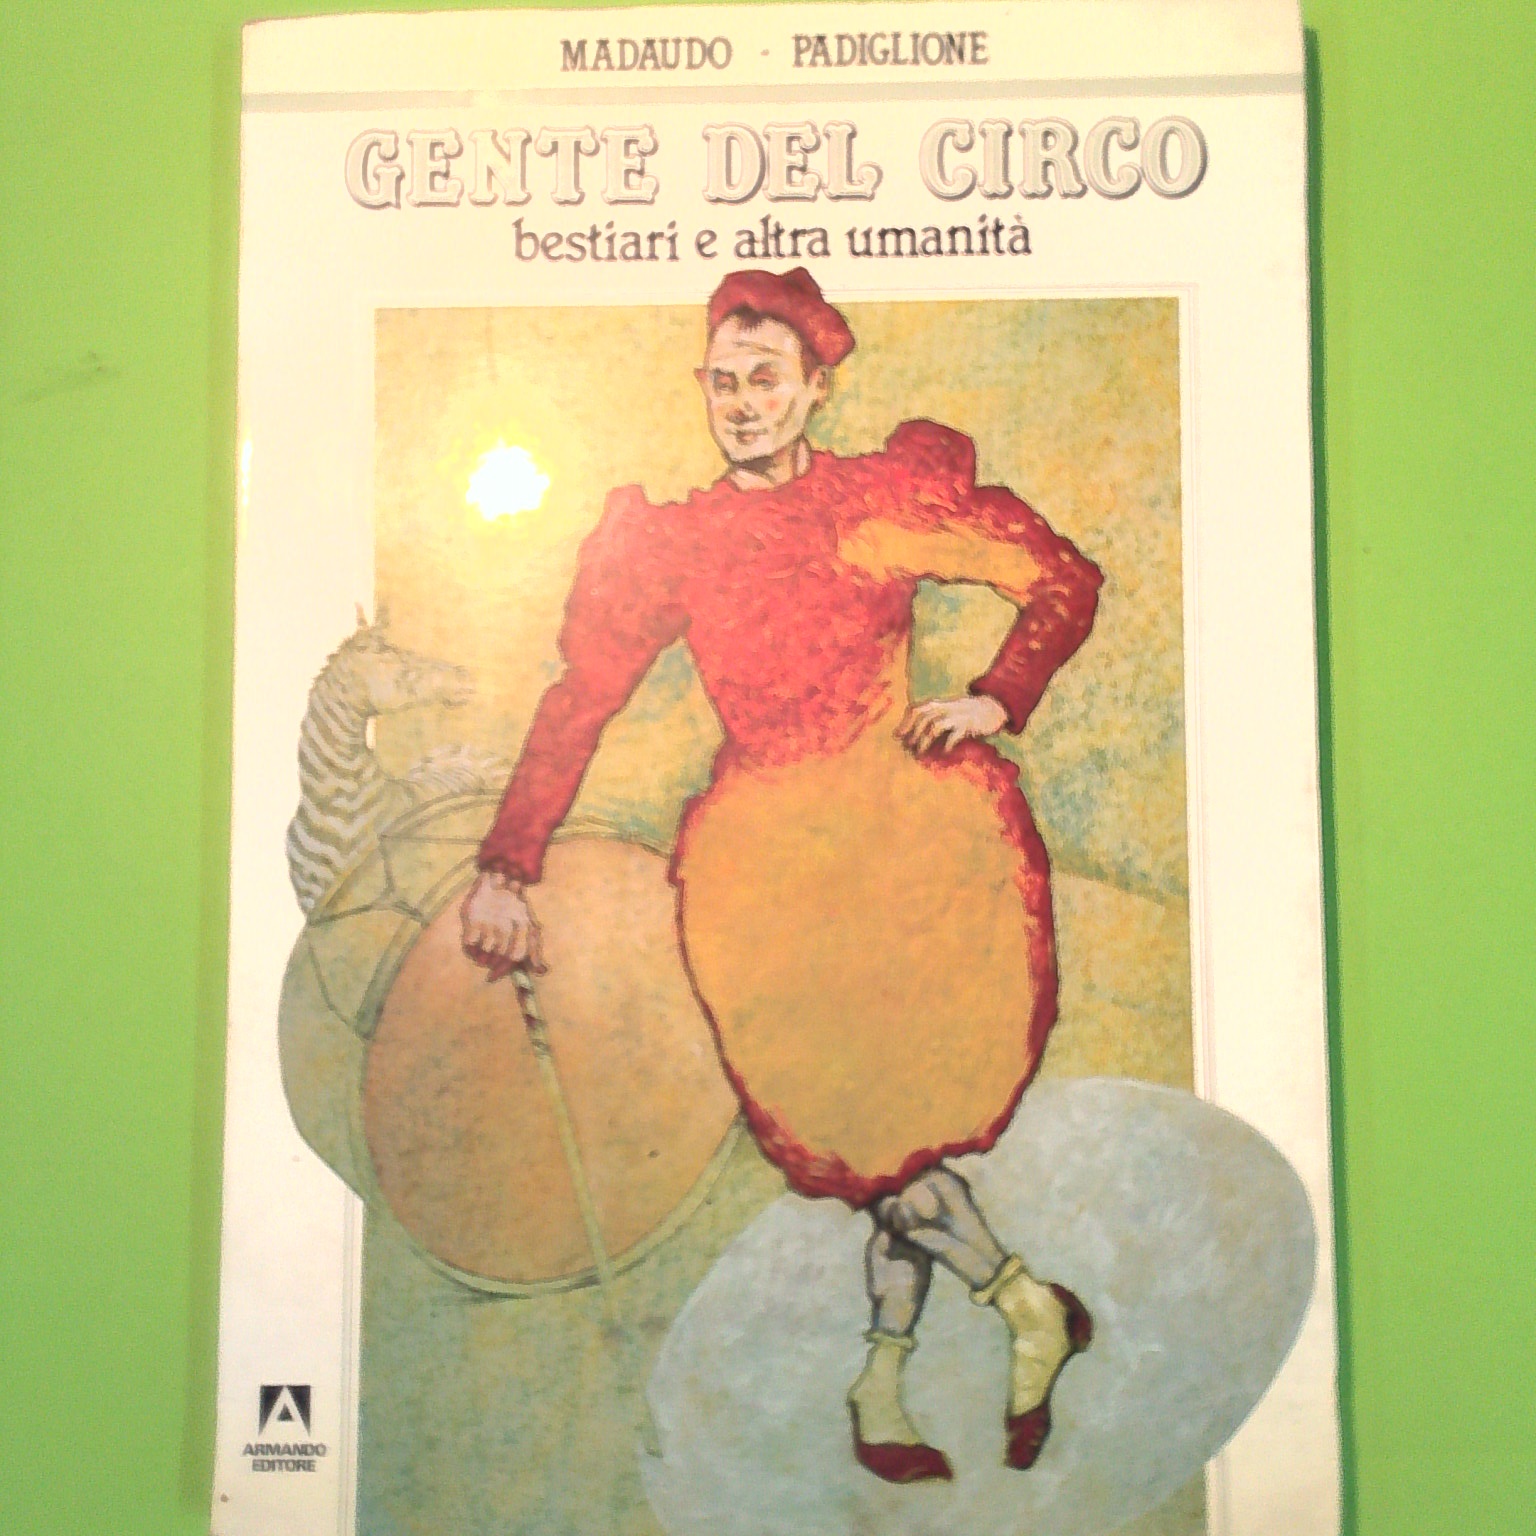 MADAUDO - PADIGLIONE
GENTE DEL CIRCO
bestiari e altra umanità
ARMANDO
EDITORE